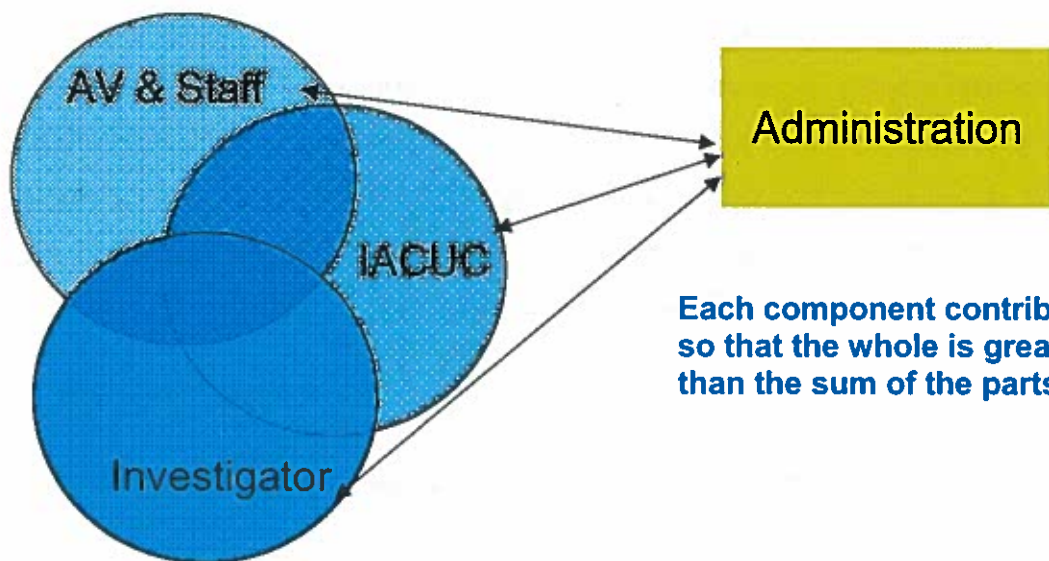 AV & Staff
Administration
IACUC
Each component contrib
so that the whole is grea
than the sum of the parts
Investigator